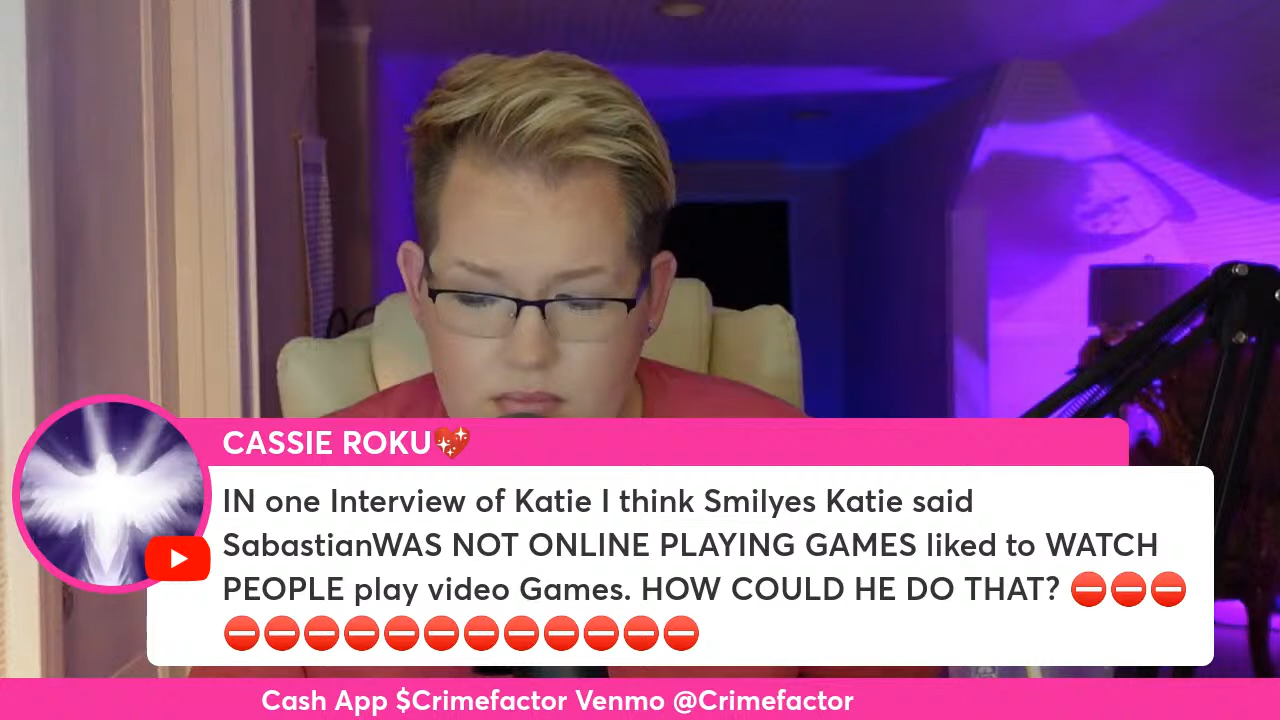 CASSIE ROKU💖
IN one Interview of Katie I think Smilyes Katie said
SabastianWAS NOT ONLINE PLAYING GAMES liked to WATCH
PEOPLE play video Games. HOW COULD HE DO THAT? ⛔⛔⛔
⛔⛔⛔⛔⛔⛔⛔⛔⛔⛔⛔⛔
Cash App $Crimefactor Venmo @Crimefactor